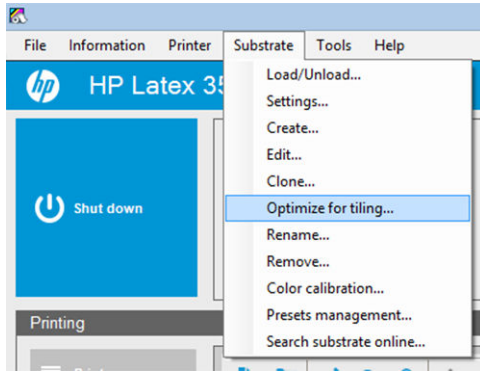 File Information Printer Substrate Tools Help
hp HP Latex 35
Load/Unload...
Settings...
Create...
Edit...
Clone...
Shut down
Optimize for tiling...
Rename...
Remove...
Color calibration...
Presets management...
Printing
Search substrate online...